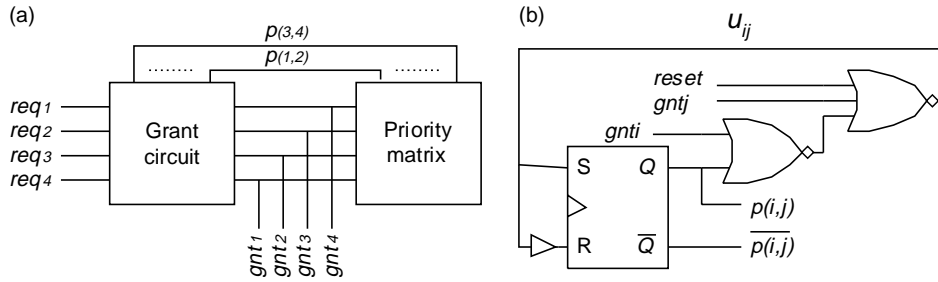 (a)
p(3,4)
p(1,2)
........ ........
req1
req2
req3
req4
Grant
circuit
Priority
matrix
gnt1
gnt2
gnt3
gnt4
(b)
uij
reset
gntj
gnti
S Q
R Q̅
p(i,j)
p(i,j)̅